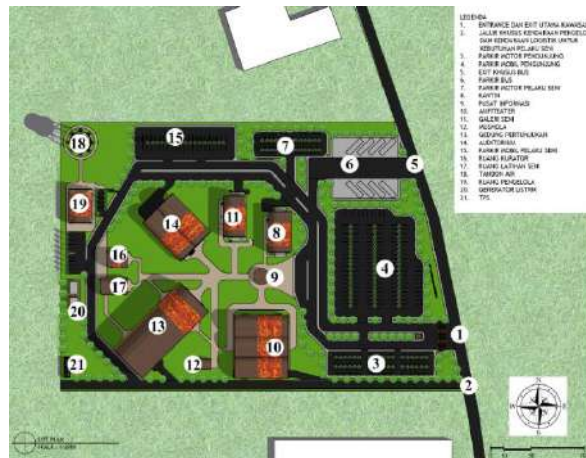 LEGENDA
1. ENTRANCE DAN EXIT UTAMA KAWASAN
2. JALUR KHUSUS KENDARAAN PENGELOLA
DAN KENDARAAN LOGISTIK UNTUK
KEBUTUHAN PELAKU SENI
3. PARKIR MOTOR PENGUNJUNG
4. PARKIR MOBIL PENGUNJUNG
5. EXIT KHUSUS BUS
6. PARKIR BUS
7. PARKIR MOTOR PELAKU SENI
8. KANTIN
9. PUSAT INFORMASI
10. AMPITEATER
11. GALERI SENI
12. MUSHOLA
13. GEDUNG PERTUNJUKAN
14. AUDITORIUM
15. PARKIR MOBIL PELAKU SENI
16. RUANG KURATOR
17. RUANG LATIHAN SENI
18. TANDON AIR
19. RUANG PENGELOLA
20. GENERATOR LISTRIK
21. TPS
15
7
18
6
5
19
14
11
8
16
9
4
17
20
13
1
10
21
12
3
2
N
W
E
S